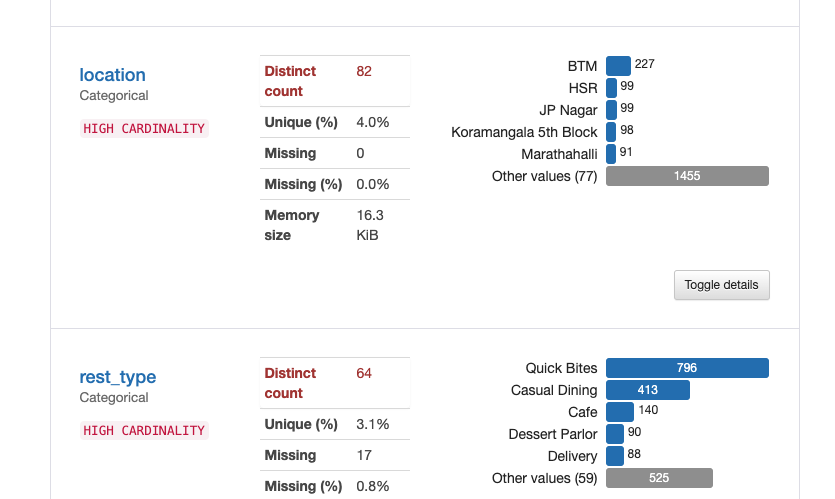 location
Categorical
HIGH CARDINALITY
Distinct count 82
Unique (%) 4.0%
Missing 0
Missing (%) 0.0%
Memory size 16.3 KiB
BTM 227
HSR 99
JP Nagar 99
Koramangala 5th Block 98
Marathahalli 91
Other values (77) 1455
Toggle details
rest_type
Categorical
HIGH CARDINALITY
Distinct count 64
Unique (%) 3.1%
Missing 17
Missing (%) 0.8%
Quick Bites 796
Casual Dining 413
Cafe 140
Dessert Parlor 90
Delivery 88
Other values (59) 525